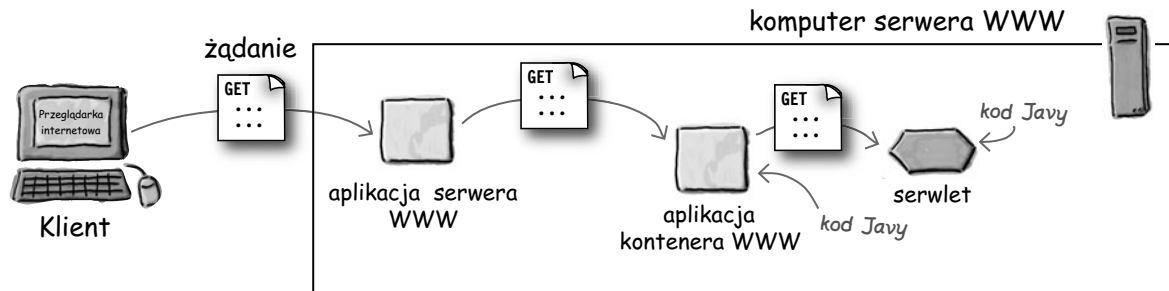 komputer serwera WWW
żądanie
GET
...
...
GET
...
...
GET
...
...
Przeglądarka
internetowa
kod Javy
aplikacja serwera
WWW
serwlet
Klient
aplikacja
kontenera WWW
kod Javy